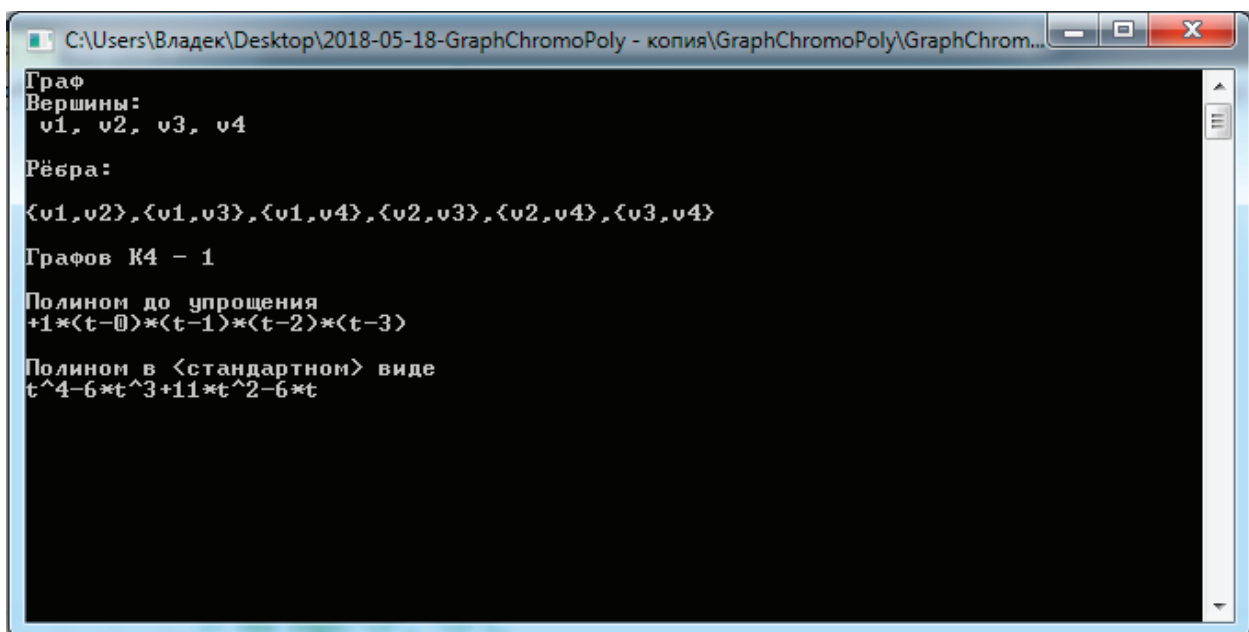 C:\Users\Владек\Desktop\2018-05-18-GraphChromoPoly - копия\GraphChromoPoly\GraphChrom...
Граф
Вершины:
v1, v2, v3, v4
Рёбра:
{v1,v2},{v1,v3},{v1,v4},{v2,v3},{v2,v4},{v3,v4}
Графов K4 - 1
Полином до упрощения
+1*(t-0)*(t-1)*(t-2)*(t-3)
Полином в <стандартном> виде
t^4-6*t^3+11*t^2-6*t